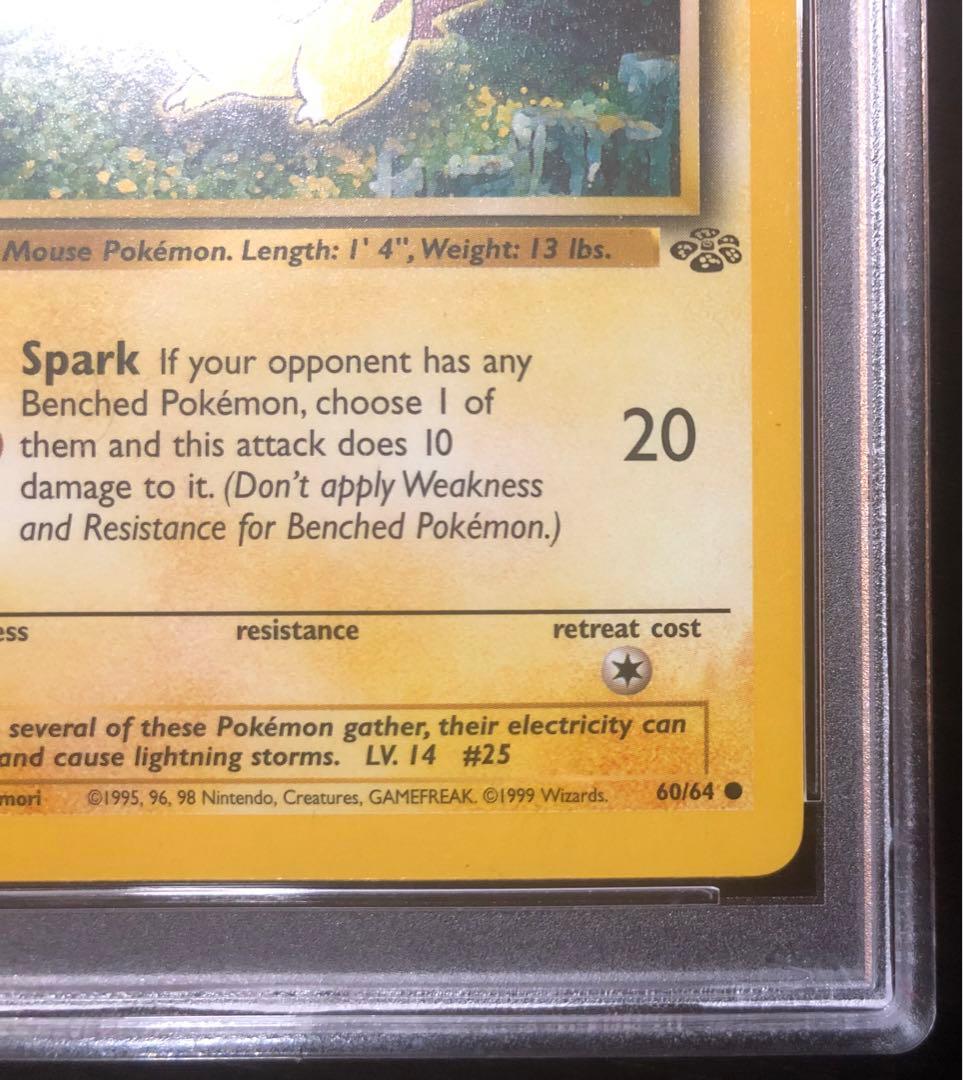 Mouse Pokémon. Length: 1' 4", Weight: 13 lbs.
Spark If your opponent has any
Benched Pokémon, choose 1 of
them and this attack does 10
damage to it. (Don't apply Weakness
and Resistance for Benched Pokémon.)
20
ess resistance retreat cost
several of these Pokémon gather, their electricity can
and cause lightning storms. LV. 14 #25
mori ©1995, 96, 98 Nintendo, Creatures, GAMEFREAK. ©1999 Wizards. 60/64